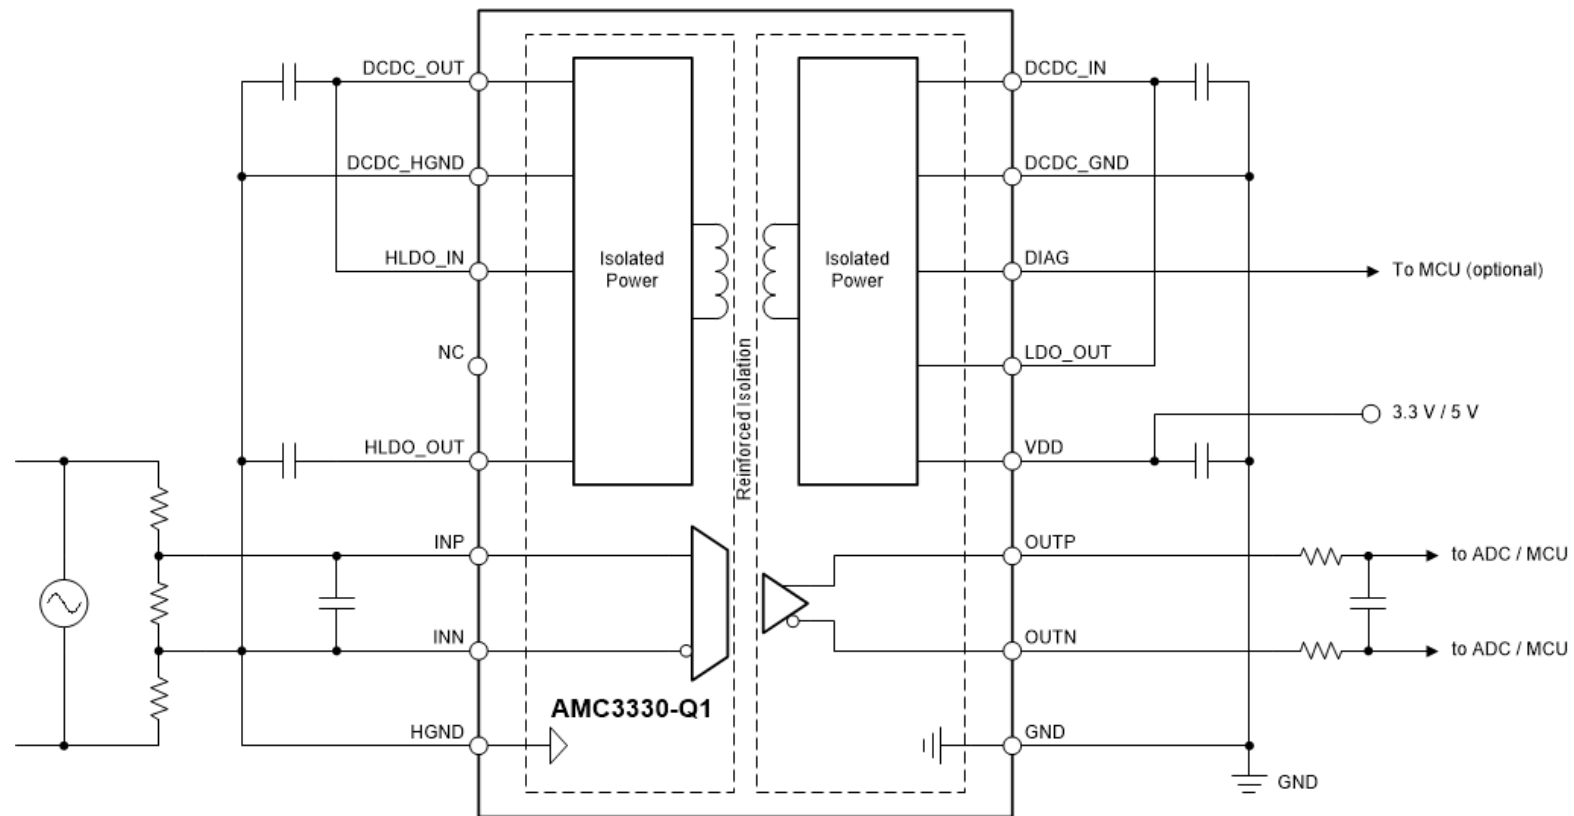 DCDC_OUT
DCDC_IN
DCDC_HGND
DCDC_GND
Isolated
Power
Isolated
Power
HLDO_IN
DIAG
To MCU (optional)
NC
LDO_OUT
Reinforced Isolation
3.3 V / 5 V
HLDO_OUT
VDD
INP
OUTP
to ADC / MCU
INN
OUTN
to ADC / MCU
AMC3330-Q1
HGND
GND
GND